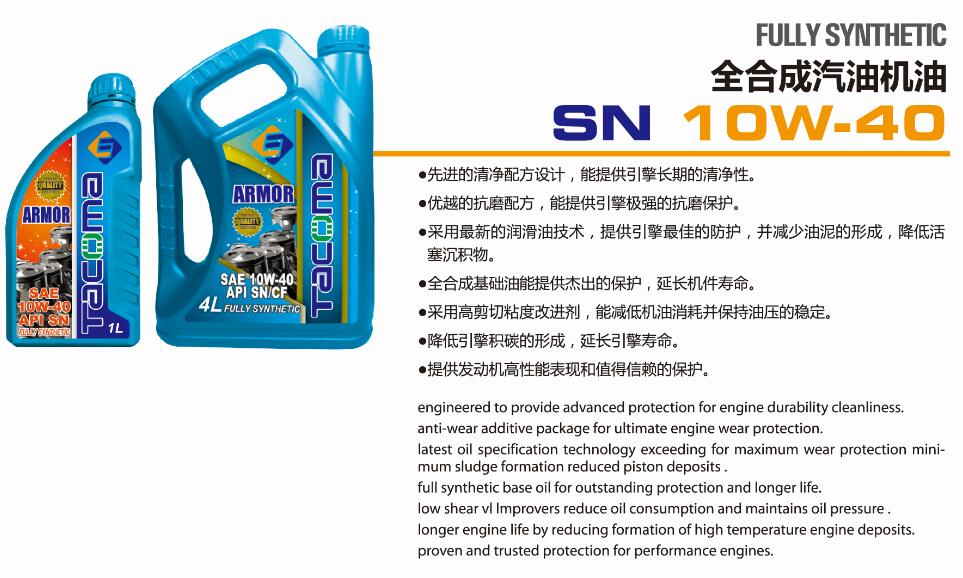 FULLY SYNTHETIC
全合成汽油机油
SN 10W-40
●先进的清净配方设计，能提供引擎长期的清净性。
●优越的抗磨配方，能提供引擎极强的抗磨保护。
●采用最新的润滑油技术，提供引擎最佳的防护，并减少油泥的形成，降低活
塞沉积物。
●全合成基础油能提供杰出的保护，延长机件寿命。
●采用高剪切粘度改进剂，能减低机油消耗并保持油压的稳定。
●降低引擎积碳的形成，延长引擎寿命。
●提供发动机高性能表现和值得信赖的保护。
engineered to provide advanced protection for engine durability cleanliness.
anti-wear additive package for ultimate engine wear protection.
latest oil specification technology exceeding for maximum wear protection mini-
mum sludge formation reduced piston deposits .
full synthetic base oil for outstanding protection and longer life.
low shear vl lmprovers reduce oil consumption and maintains oil pressure .
longer engine life by reducing formation of high temperature engine deposits.
proven and trusted protection for performance engines.
QUALITY
ARMOR
SAE
10W-40
API SN
FULLY SYNTHETIC
TACOMA
1L
ARMOR
QUALITY
SAE 10W-40
API SN/CF
4L FULLY SYNTHETIC
TACOMA